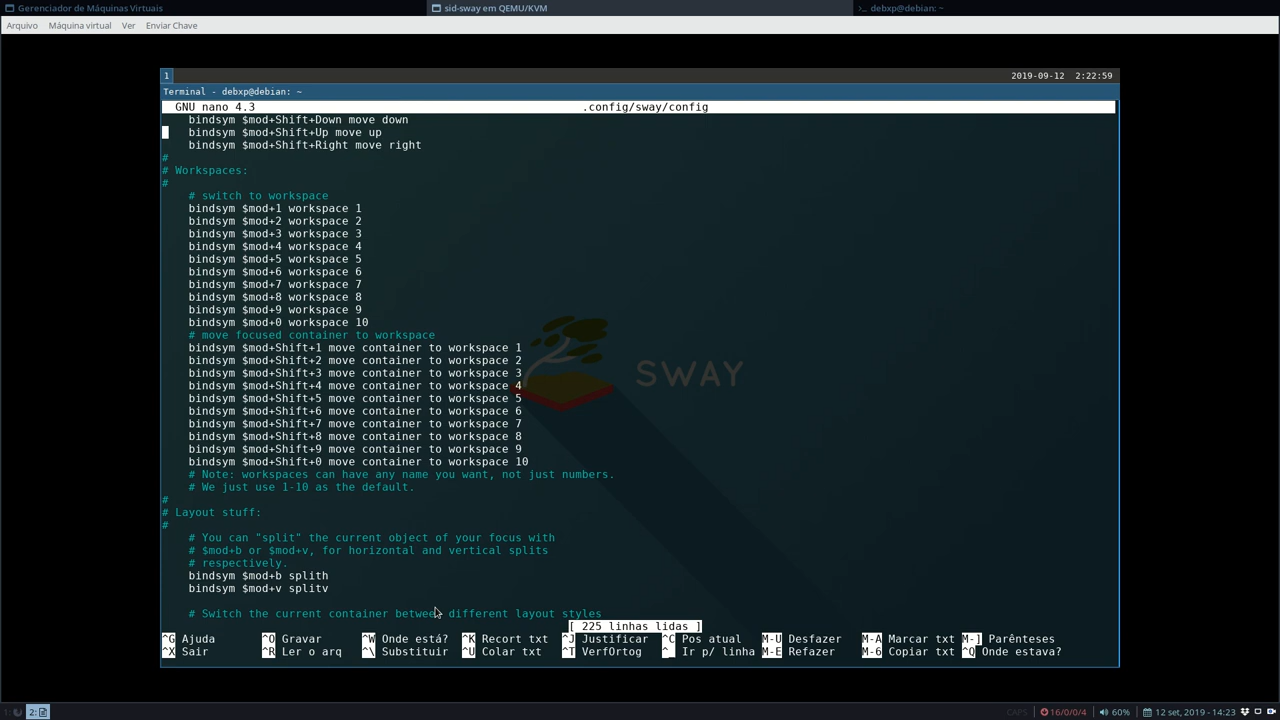 Gerenciador de Máquinas Virtuais
sid-sway em QEMU/KVM
debxp@debian: ~
Arquivo Máquina virtual Ver Enviar Chave
1 2019-09-12 2:22:59
Terminal - debxp@debian: ~
GNU nano 4.3 .config/sway/config
bindsym $mod+Shift+Down move down
bindsym $mod+Shift+Up move up
bindsym $mod+Shift+Right move right
#
# Workspaces:
#
# switch to workspace
bindsym $mod+1 workspace 1
bindsym $mod+2 workspace 2
bindsym $mod+3 workspace 3
bindsym $mod+4 workspace 4
bindsym $mod+5 workspace 5
bindsym $mod+6 workspace 6
bindsym $mod+7 workspace 7
bindsym $mod+8 workspace 8
bindsym $mod+9 workspace 9
bindsym $mod+0 workspace 10
# move focused container to workspace
bindsym $mod+Shift+1 move container to workspace 1
bindsym $mod+Shift+2 move container to workspace 2
bindsym $mod+Shift+3 move container to workspace 3
bindsym $mod+Shift+4 move container to workspace 4
bindsym $mod+Shift+5 move container to workspace 5
bindsym $mod+Shift+6 move container to workspace 6
bindsym $mod+Shift+7 move container to workspace 7
bindsym $mod+Shift+8 move container to workspace 8
bindsym $mod+Shift+9 move container to workspace 9
bindsym $mod+Shift+0 move container to workspace 10
# Note: workspaces can have any name you want, not just numbers.
# We just use 1-10 as the default.
#
# Layout stuff:
#
# You can "split" the current object of your focus with
# $mod+b or $mod+v, for horizontal and vertical splits
# respectively.
bindsym $mod+b splith
bindsym $mod+v splitv
# Switch the current container between different layout styles
SWAY
[ 225 linhas lidas ]
^G Ajuda ^O Gravar ^W Onde está? ^K Recort txt ^J Justificar ^C Pos atual M-U Desfazer M-A Marcar txt M-] Parênteses
^X Sair ^R Ler o arq ^\ Substituir ^U Colar txt ^T VerfOrtog ^_ Ir p/ linha M-E Refazer M-6 Copiar txt ^Q Onde estava?
1: 2: CAPS 16/0/0/4 60% 12 set, 2019 - 14:23